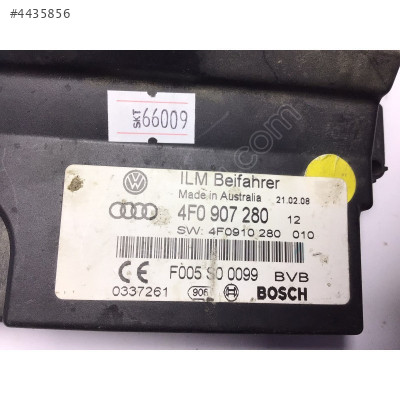 #4435856
SKT 66009
ILM Beifahrer
Made in Australia 21.02.08
4F0 907 280 12
SW: 4F0910 280 010
CE F005 S0 0099 BVB
0337261 BOSCH